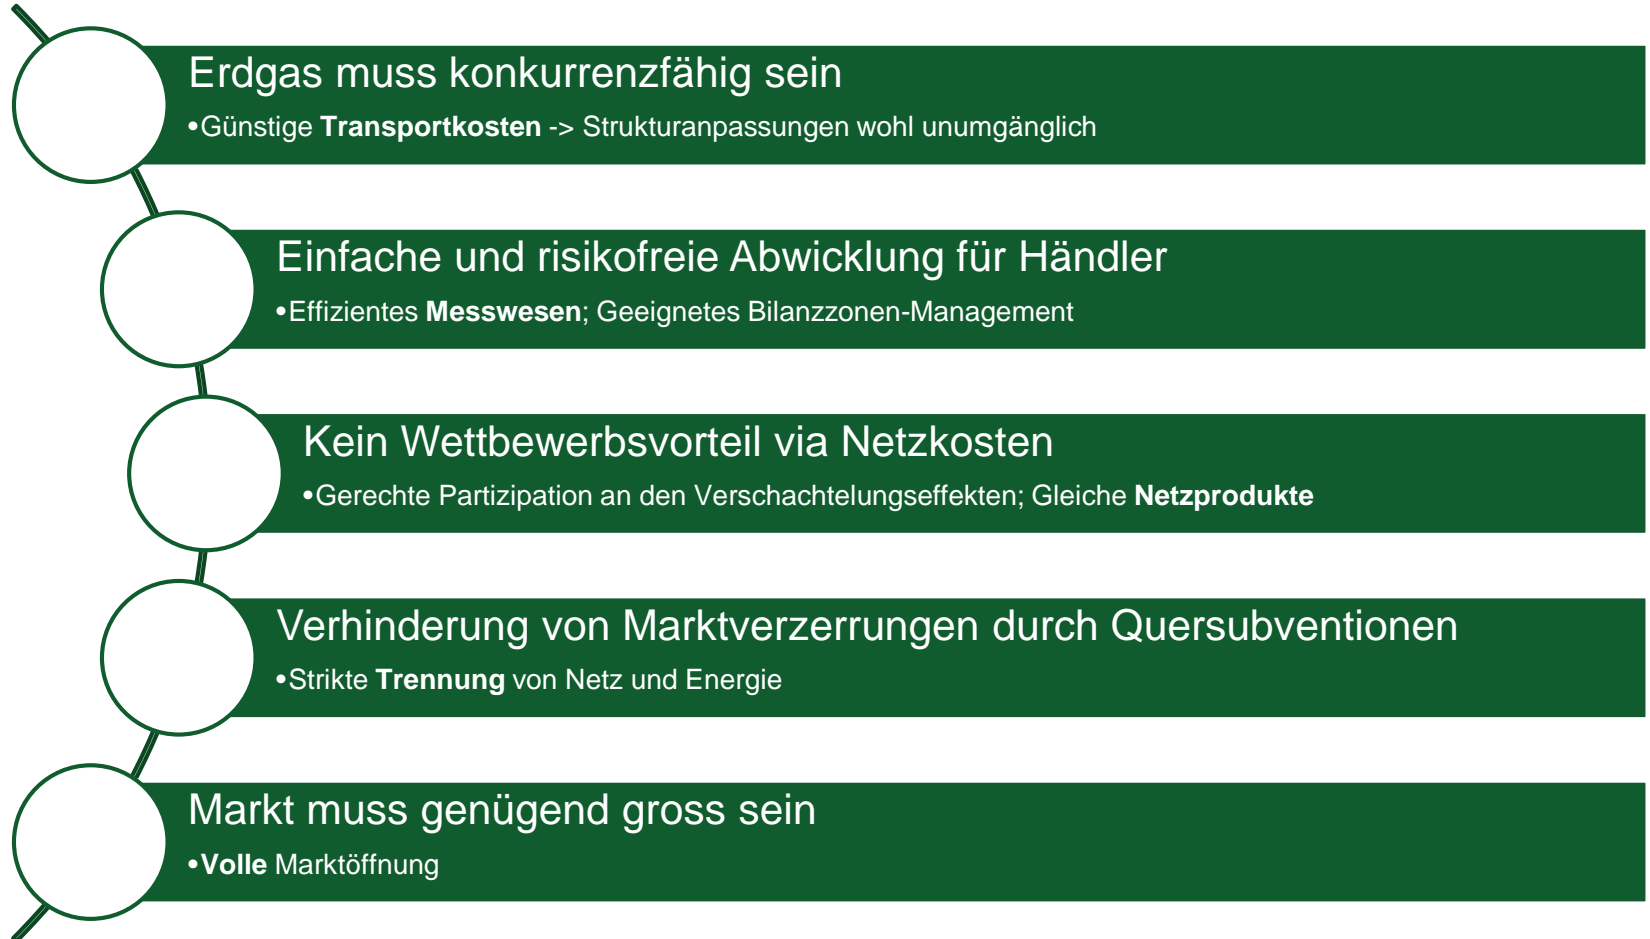 Erdgas muss konkurrenzfähig sein
•Günstige Transportkosten -> Strukturanpassungen wohl unumgänglich
Einfache und risikofreie Abwicklung für Händler
•Effizientes Messwesen; Geeignetes Bilanzzonen-Management
Kein Wettbewerbsvorteil via Netzkosten
•Gerechte Partizipation an den Verschachtelungseffekten; Gleiche Netzprodukte
Verhinderung von Marktverzerrungen durch Quersubventionen
•Strikte Trennung von Netz und Energie
Markt muss genügend gross sein
•Volle Marktöffnung